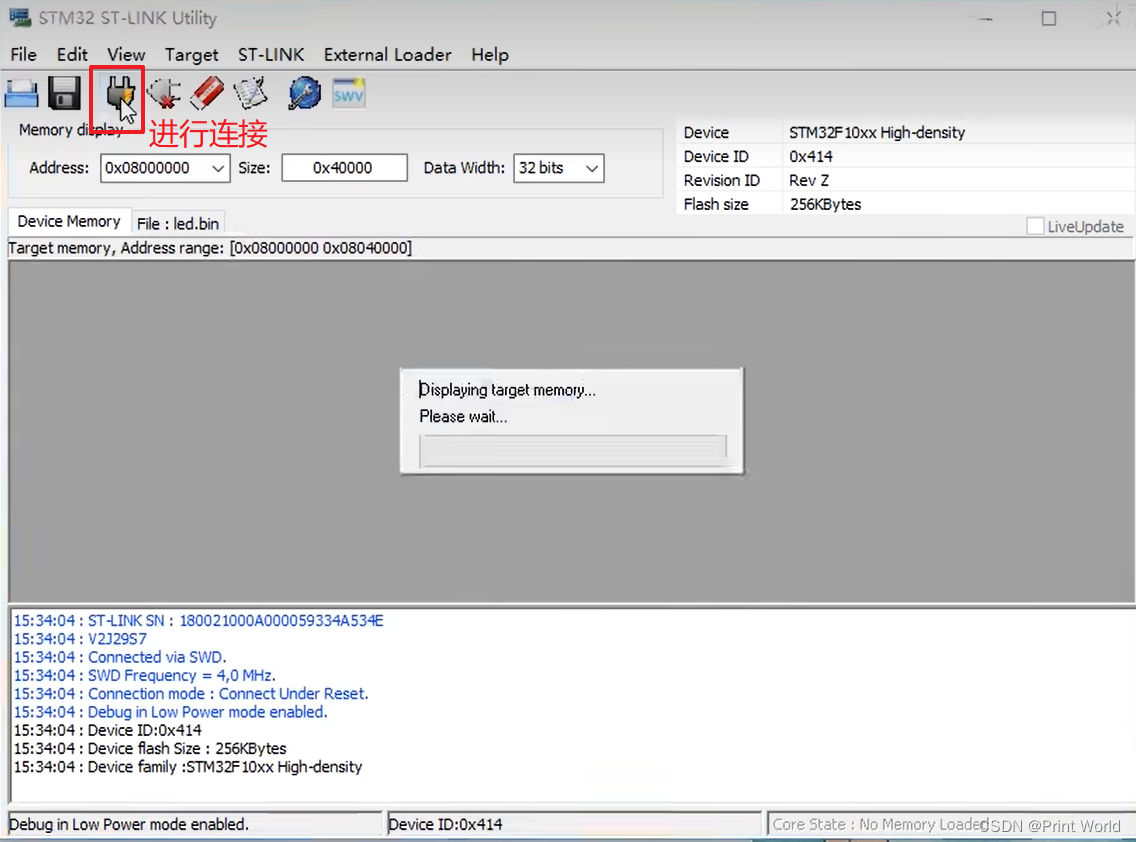 STM32 ST-LINK Utility
File Edit View Target ST-LINK External Loader Help
SWV
进行连接
Memory display
Address: 0x08000000 Size: 0x40000 Data Width: 32 bits
Device STM32F10xx High-density
Device ID 0x414
Revision ID Rev Z
Flash size 256KBytes
LiveUpdate
Device Memory File : led.bin
Target memory, Address range: [0x08000000 0x08040000]
Displaying target memory...
Please wait...
15:34:04 : ST-LINK SN : 180021000A000059334A534E
15:34:04 : V2J29S7
15:34:04 : Connected via SWD.
15:34:04 : SWD Frequency = 4,0 MHz.
15:34:04 : Connection mode : Connect Under Reset.
15:34:04 : Debug in Low Power mode enabled.
15:34:04 : Device ID:0x414
15:34:04 : Device flash Size : 256KBytes
15:34:04 : Device family :STM32F10xx High-density
Debug in Low Power mode enabled. Device ID:0x414 Core State : No Memory Loaded
CSDN @Print World